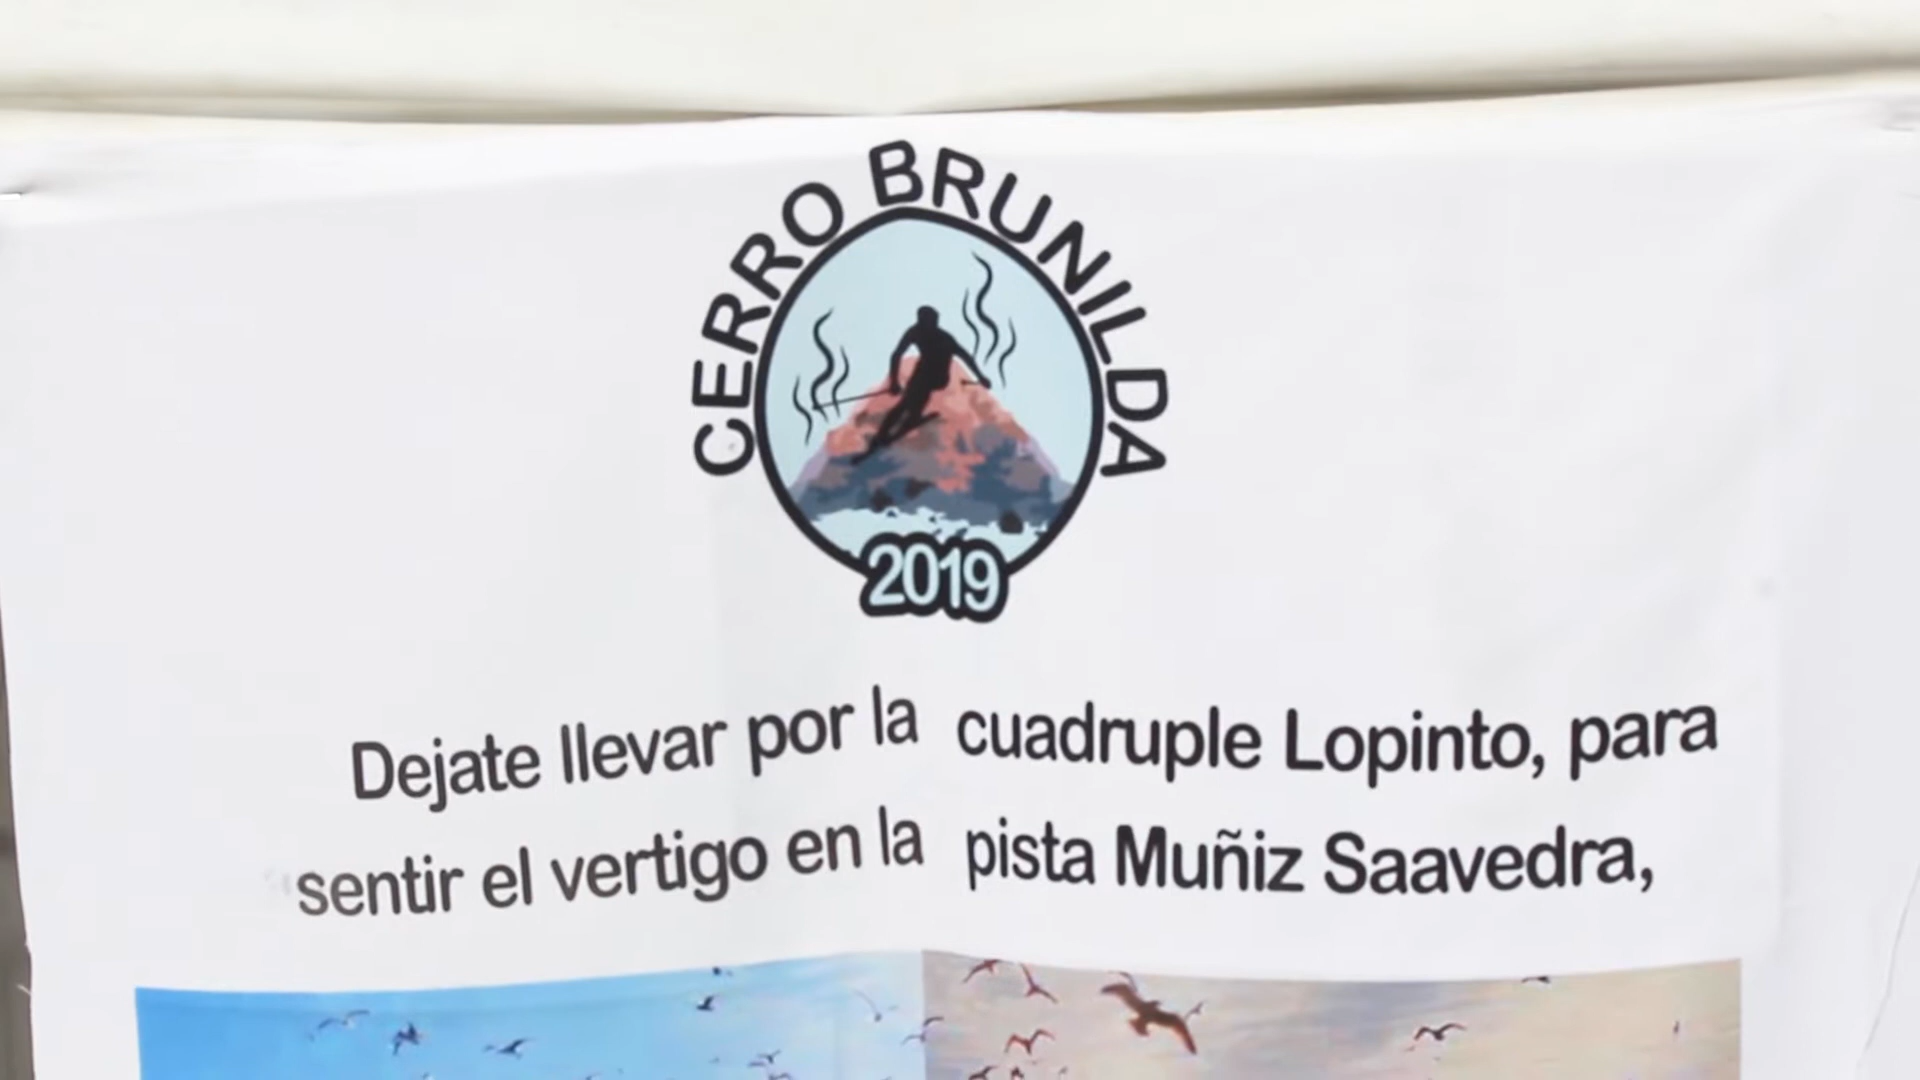 CERRO BRUNILDA
2019
Dejate llevar por la cuadruple Lopinto, para
sentir el vertigo en la pista Muñiz Saavedra,